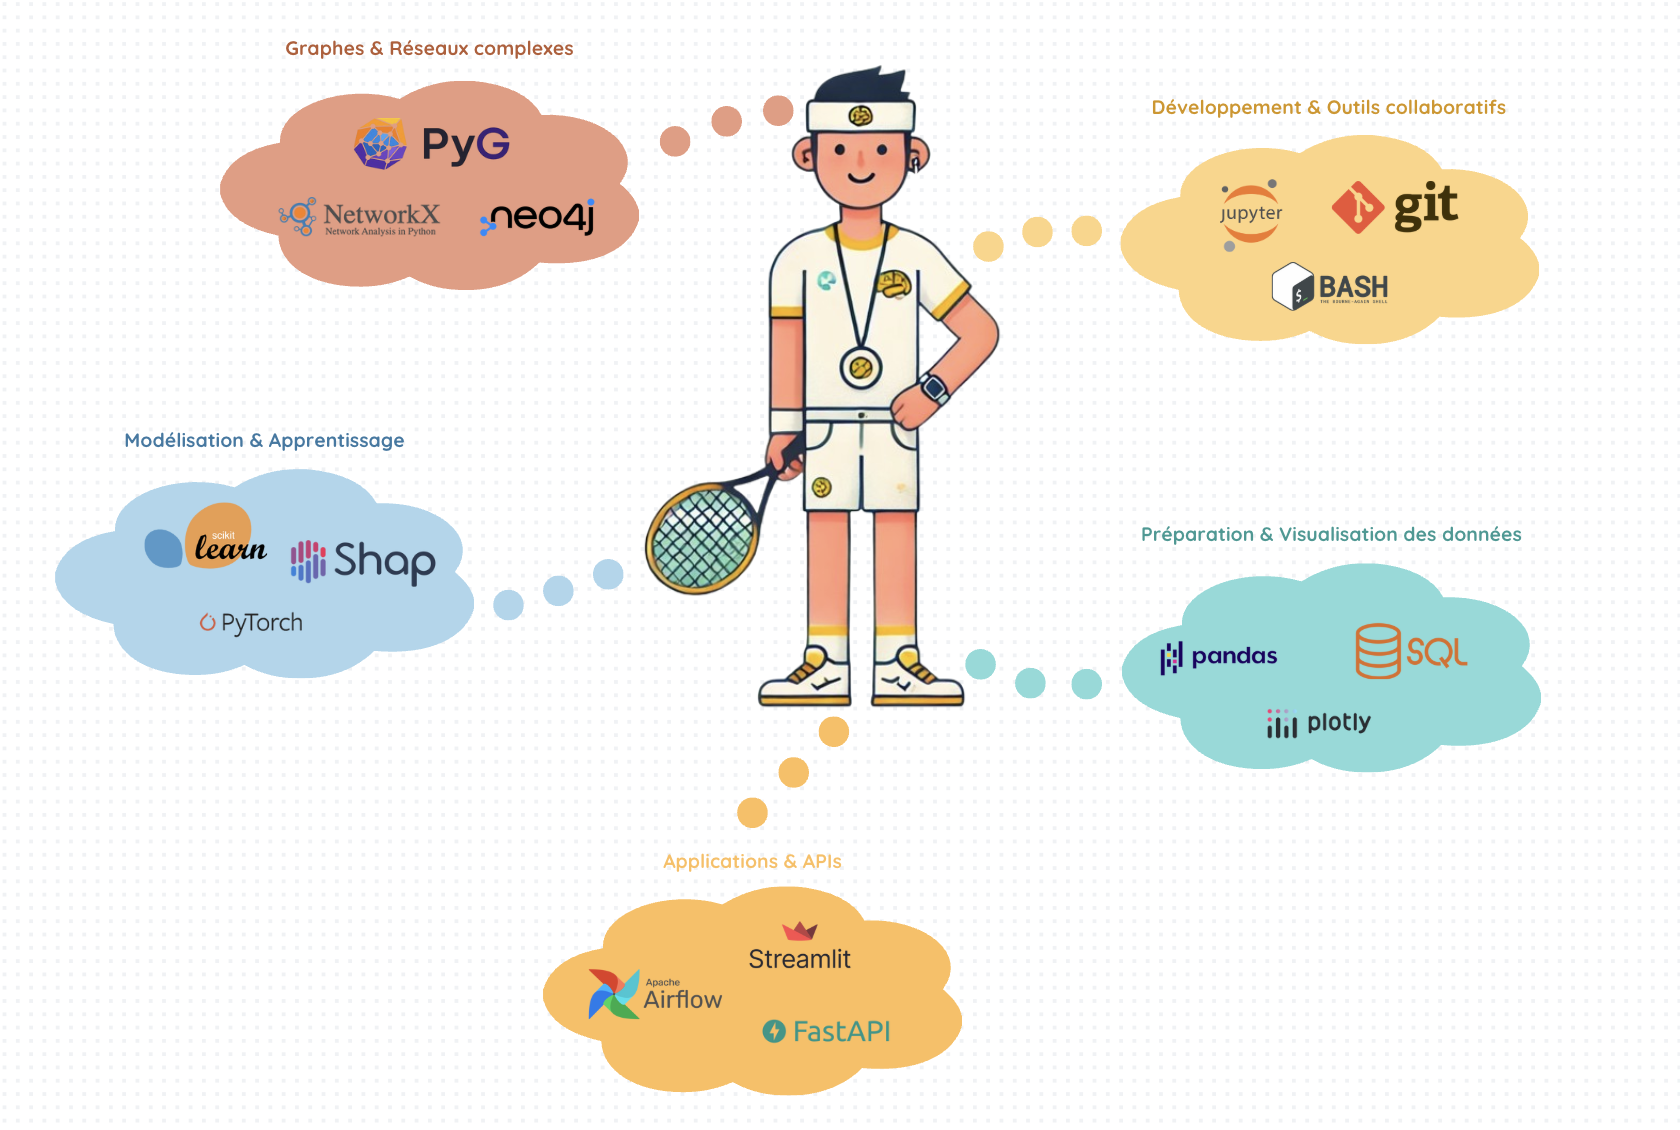 Graphes & Réseaux complexes
PyG
NetworkX
Network Analysis in Python
neo4j
Développement & Outils collaboratifs
jupyter
git
$_
BASH
THE BOURNE-AGAIN SHELL
Modélisation & Apprentissage
scikit
learn
Shap
PyTorch
Préparation & Visualisation des données
pandas
SQL
plotly
Applications & APIs
Streamlit
Apache
Airflow
FastAPI